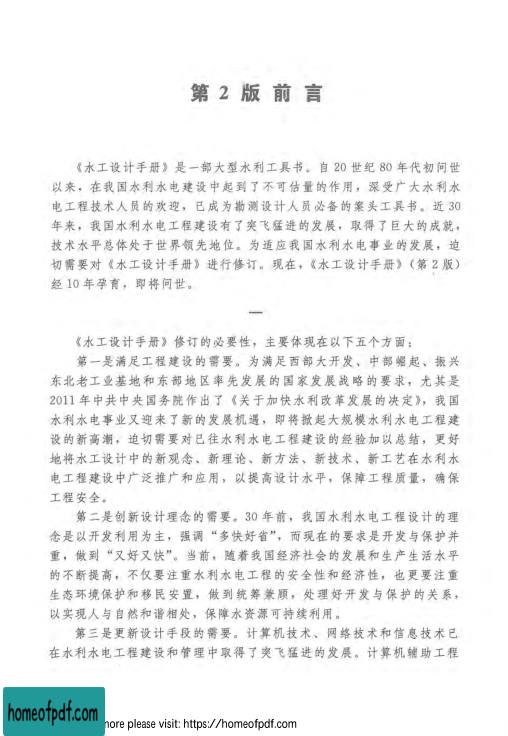 第 2 版 前 言
《水工设计手册》是一部大型水利工具书。自 20 世纪 80 年代初问世
以来，在我国水利水电建设中起到了不可估量的作用，深受广大水利水
电工程技术人员的欢迎，已成为勘测设计人员必备的案头工具书。近 30
年来，我国水利水电工程建设有了突飞猛进的发展，取得了巨大的成就，
技术水平总体处于世界领先地位。为适应我国水利水电事业的发展，迫
切需要对《水工设计手册》进行修订。现在，《水工设计手册》（第 2 版）
经 10 年孕育，即将问世。
一
《水工设计手册》修订的必要性，主要体现在以下五个方面：
第一是满足工程建设的需要。为满足西部大开发、中部崛起、振兴
东北老工业基地和东部地区率先发展的国家发展战略的要求，尤其是
2011 年中共中央国务院作出了《关于加快水利改革发展的决定》，我国
水利水电事业又迎来了新的发展机遇，即将掀起大规模水利水电工程建
设的新高潮，迫切需要对已往水利水电工程建设的经验加以总结，更好
地将水工设计中的新观念、新理论、新方法、新技术、新工艺在水利水
电工程建设中广泛推广和应用，以提高设计水平，保障工程质量，确保
工程安全。
第二是创新设计理念的需要。30 年前，我国水利水电工程设计的理
念是以开发利用为主，强调“多快好省”，而现在的要求是开发与保护并
重，做到“又好又快”。当前，随着我国经济社会的发展和生产生活水平
的不断提高，不仅要注重水利水电工程的安全性和经济性，也更要注重
生态环境保护和移民安置，做到统筹兼顾，处理好开发与保护的关系，
以实现人与自然和谐相处，保障水资源可持续利用。
第三是更新设计手段的需要。计算机技术、网络技术和信息技术已
在水利水电工程建设和管理中取得了突飞猛进的发展。计算机辅助工程
homeofpdf.com
more please visit: https://homeofpdf.com